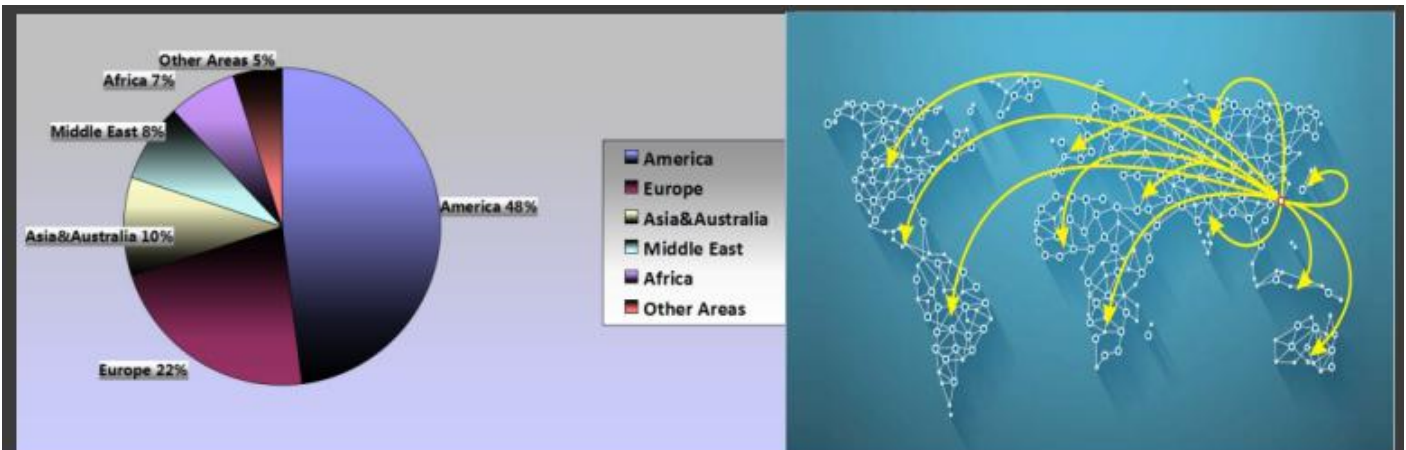 Other Areas 5%
Africa 7%
Middle East 8%
Asia&Australia 10%
Europe 22%
America 48%
America
Europe
Asia&Australia
Middle East
Africa
Other Areas